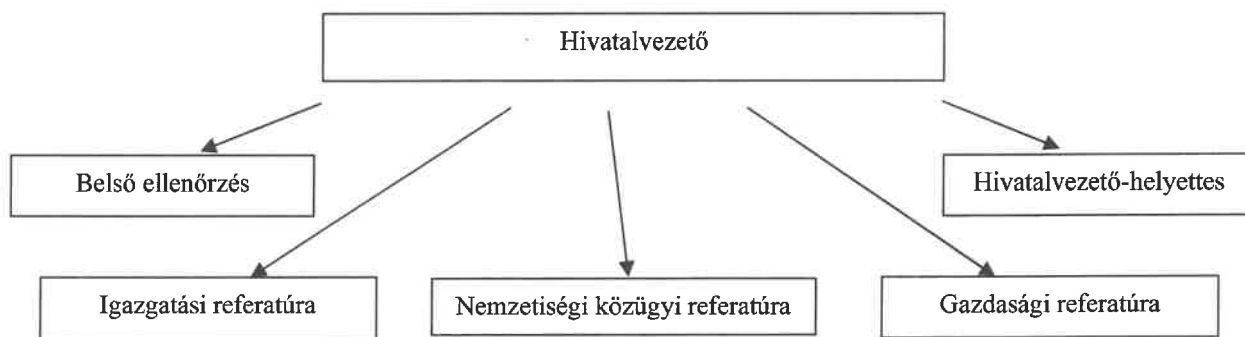 Hivatalvezető
Belső ellenőrzés
Hivatalvezető-helyettes
Igazgatási referatúra
Nemzetiségi közügyi referatúra
Gazdasági referatúra